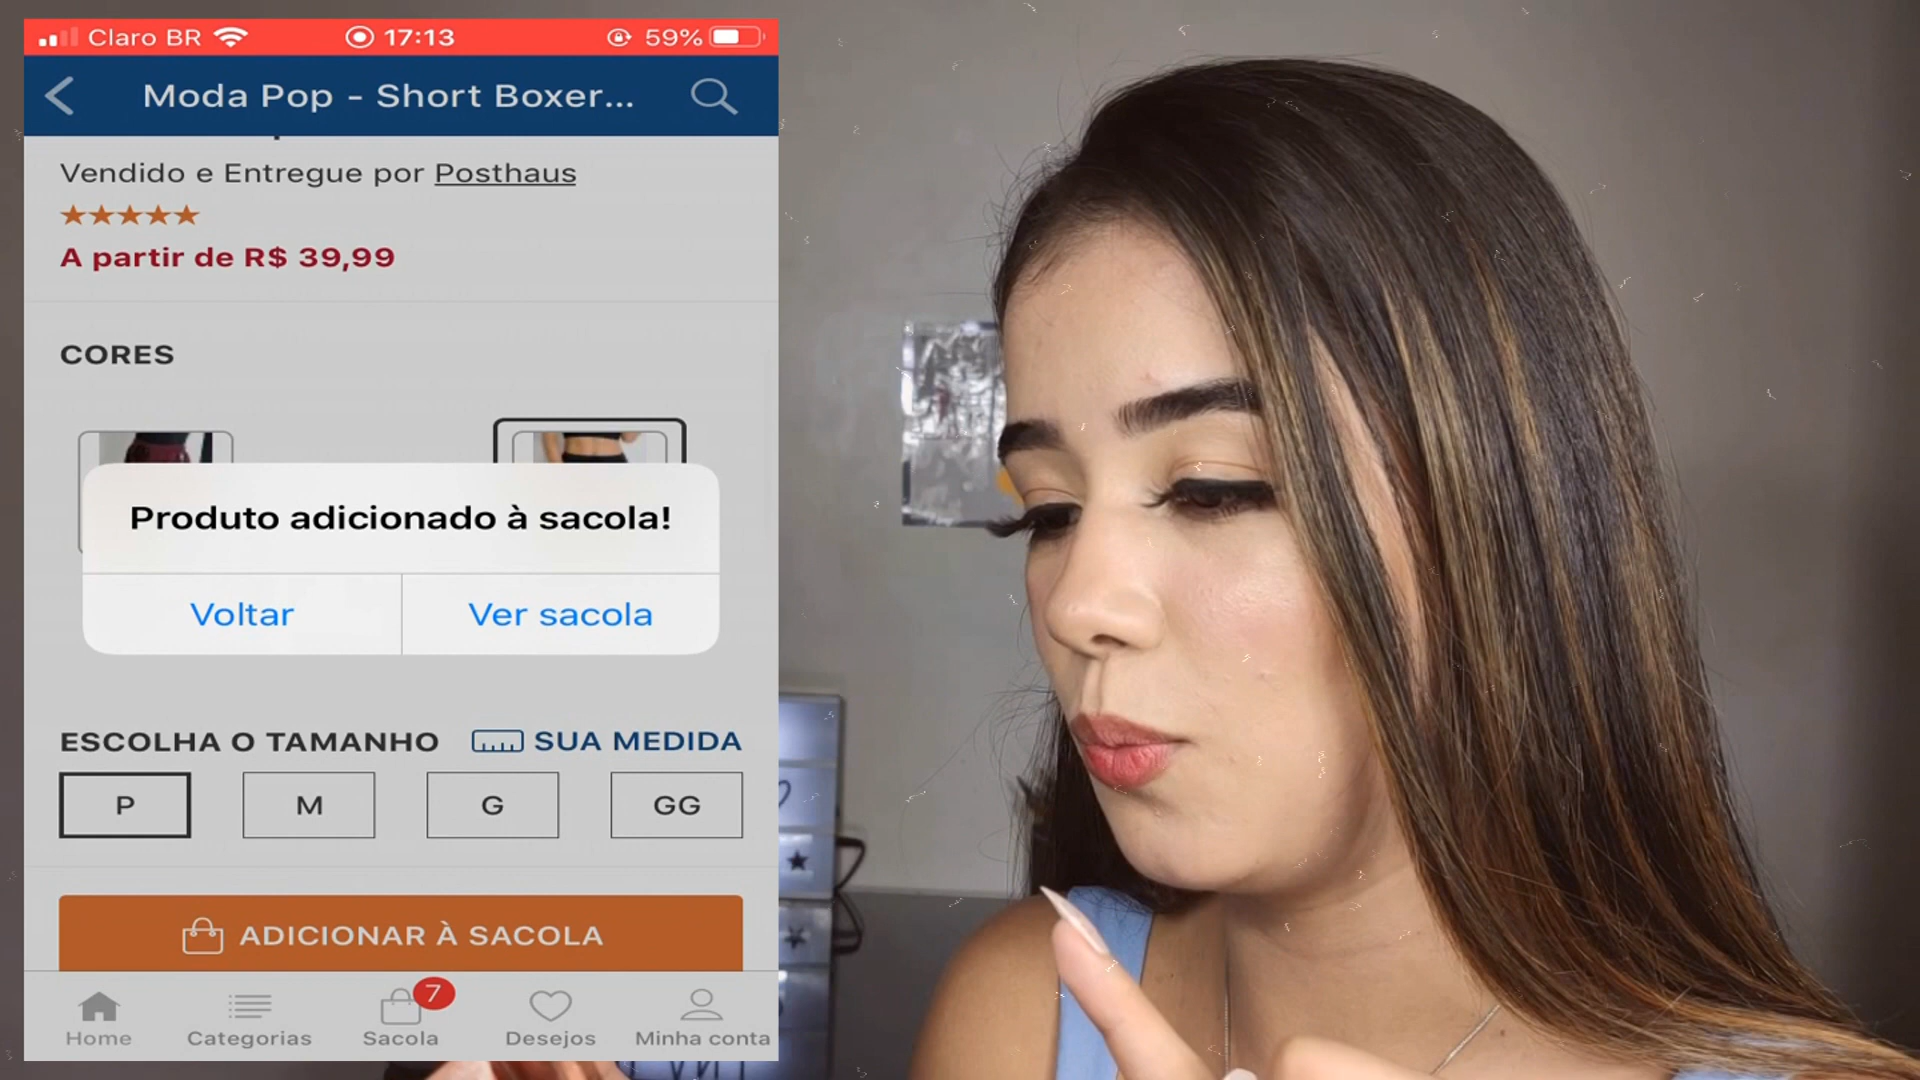 Claro BR 17:13 59%
Moda Pop - Short Boxer...
Vendido e Entregue por Posthaus
A partir de R$ 39,99
CORES
Produto adicionado à sacola!
Voltar Ver sacola
ESCOLHA O TAMANHO SUA MEDIDA
P M G GG
ADICIONAR À SACOLA
7
Home Categorias Sacola Desejos Minha conta